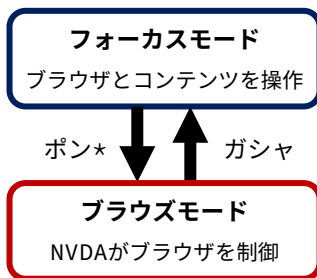 フォーカスモード
ブラウザとコンテンツを操作
ポン* ガシャ
ブラウズモード
NVDAがブラウザを制御